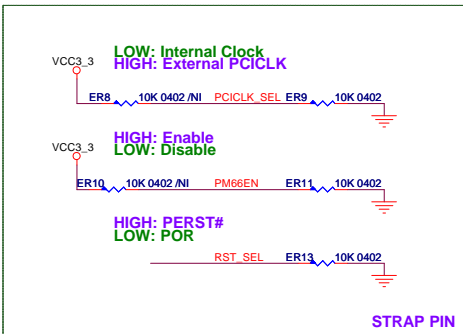 LOW: Internal Clock
VCC3_3
HIGH: External PCICLK
ER8 10K 0402 /NI PCICLK_SEL ER9 10K 0402
HIGH: Enable
VCC3_3
LOW: Disable
ER10 10K 0402 /NI PM66EN ER11 10K 0402
HIGH: PERST#
LOW: POR
RST_SEL ER13 10K 0402
STRAP PIN